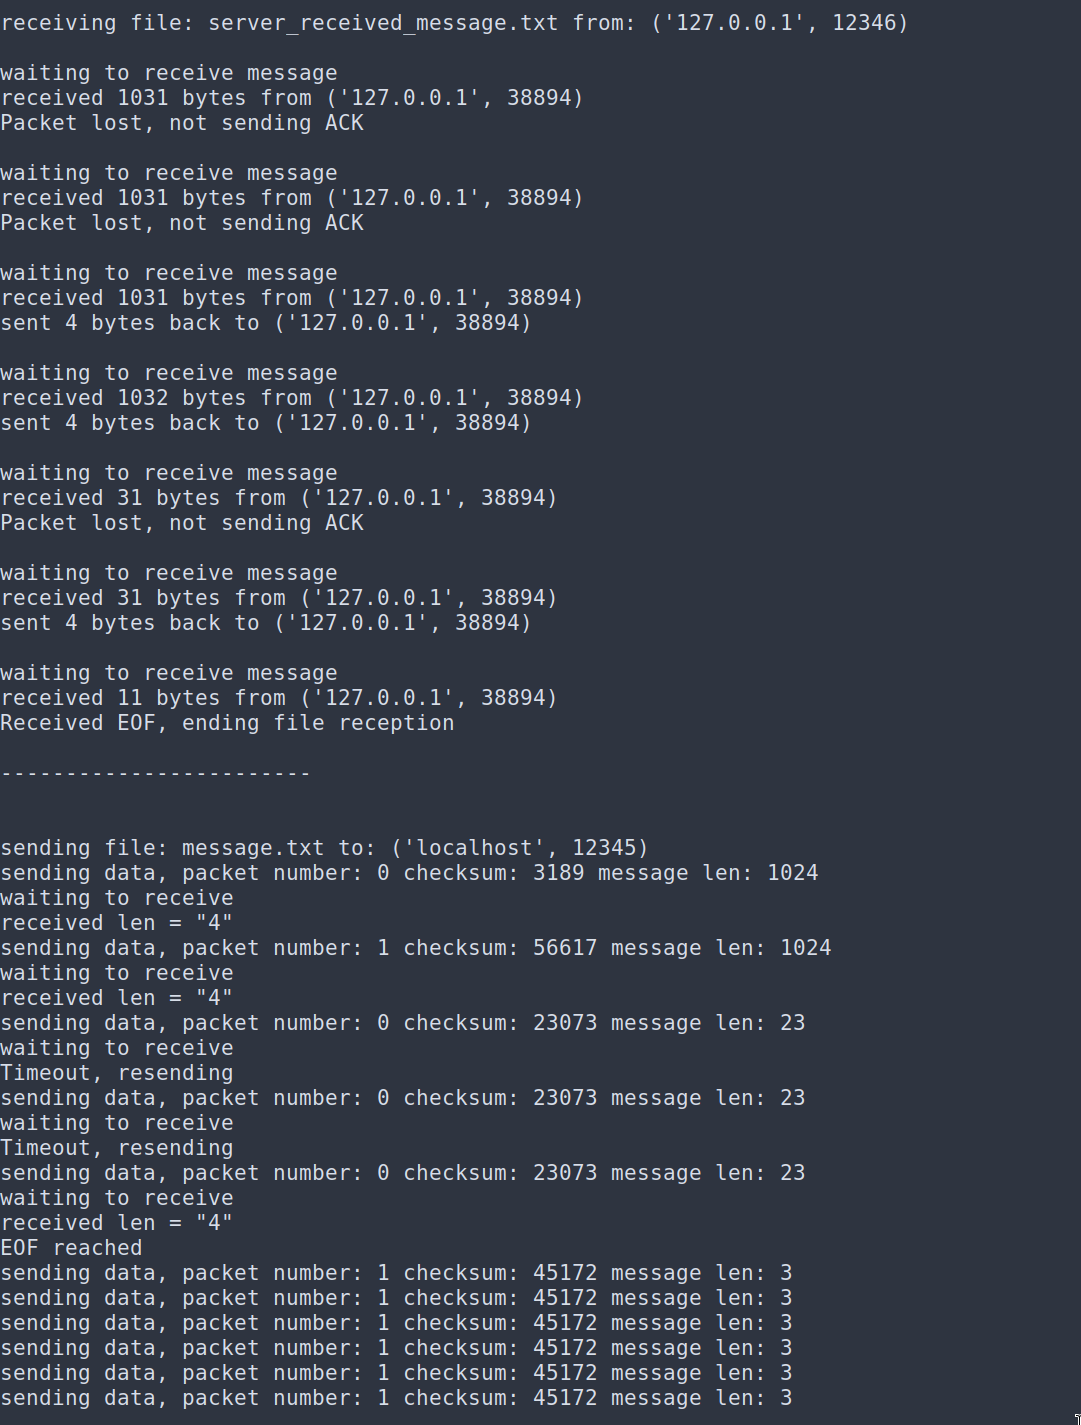 receiving file: server_received_message.txt from: ('127.0.0.1', 12346)

waiting to receive message
received 1031 bytes from ('127.0.0.1', 38894)
Packet lost, not sending ACK

waiting to receive message
received 1031 bytes from ('127.0.0.1', 38894)
Packet lost, not sending ACK

waiting to receive message
received 1031 bytes from ('127.0.0.1', 38894)
sent 4 bytes back to ('127.0.0.1', 38894)

waiting to receive message
received 1032 bytes from ('127.0.0.1', 38894)
sent 4 bytes back to ('127.0.0.1', 38894)

waiting to receive message
received 31 bytes from ('127.0.0.1', 38894)
Packet lost, not sending ACK

waiting to receive message
received 31 bytes from ('127.0.0.1', 38894)
sent 4 bytes back to ('127.0.0.1', 38894)

waiting to receive message
received 11 bytes from ('127.0.0.1', 38894)
Received EOF, ending file reception

------------------------

sending file: message.txt to: ('localhost', 12345)
sending data, packet number: 0 checksum: 3189 message len: 1024
waiting to receive
received len = "4"
sending data, packet number: 1 checksum: 56617 message len: 1024
waiting to receive
received len = "4"
sending data, packet number: 0 checksum: 23073 message len: 23
waiting to receive
Timeout, resending
sending data, packet number: 0 checksum: 23073 message len: 23
waiting to receive
Timeout, resending
sending data, packet number: 0 checksum: 23073 message len: 23
waiting to receive
received len = "4"
EOF reached
sending data, packet number: 1 checksum: 45172 message len: 3
sending data, packet number: 1 checksum: 45172 message len: 3
sending data, packet number: 1 checksum: 45172 message len: 3
sending data, packet number: 1 checksum: 45172 message len: 3
sending data, packet number: 1 checksum: 45172 message len: 3
sending data, packet number: 1 checksum: 45172 message len: 3